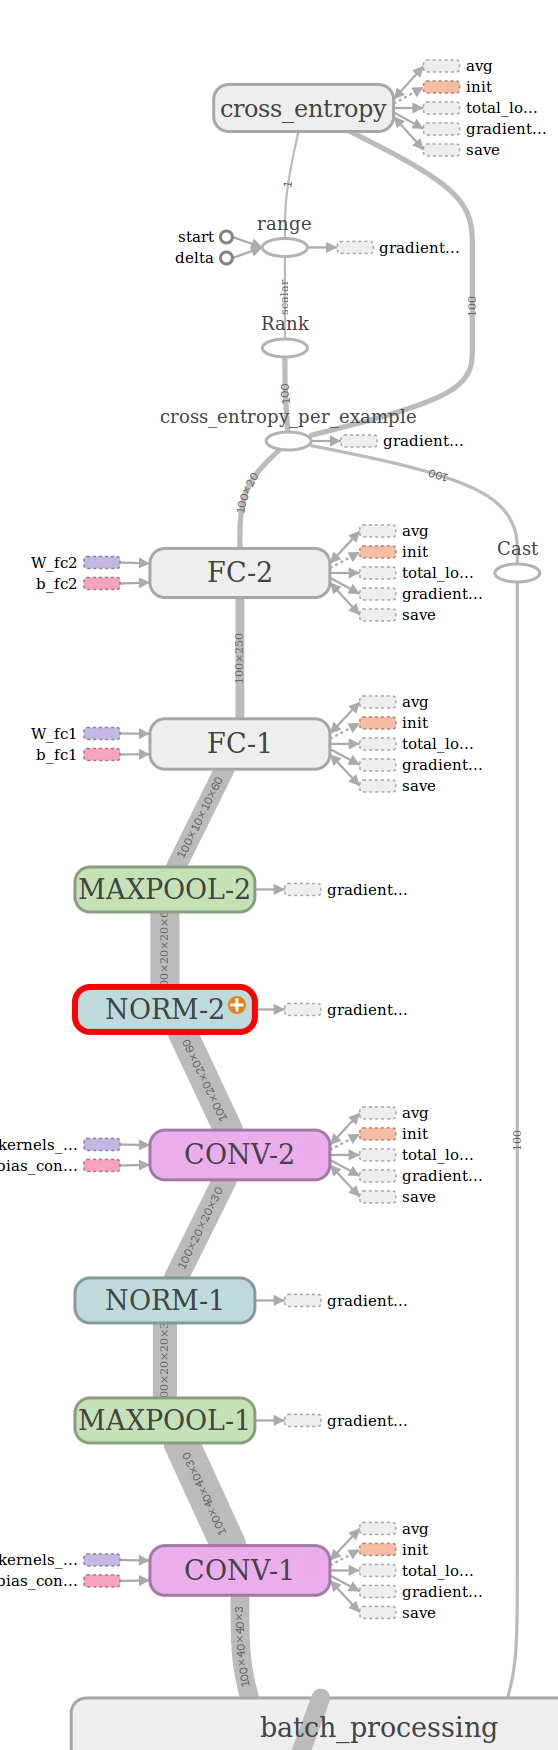 avg
cross_entropy
init
total_lo...
gradient...
save
1
range
start
delta
gradient...
scalar
100
Rank
100
cross_entropy_per_example
gradient...
100×20
100
avg
Cast
W_fc2
FC-2
init
b_fc2
total_lo...
gradient...
save
100×250
avg
W_fc1
FC-1
init
b_fc1
total_lo...
gradient...
save
100×10×10×60
MAXPOOL-2
gradient...
00×20×20×6
NORM-2
gradient...
100×20×20×60
avg
kernels_...
CONV-2
init
bias_con...
total_lo...
gradient...
save
100
100×20×20×30
NORM-1
gradient...
00×20×20×3
MAXPOOL-1
gradient...
100×40×40×30
avg
kernels_...
CONV-1
init
bias_con...
total_lo...
gradient...
save
100×40×40×3
batch_processing